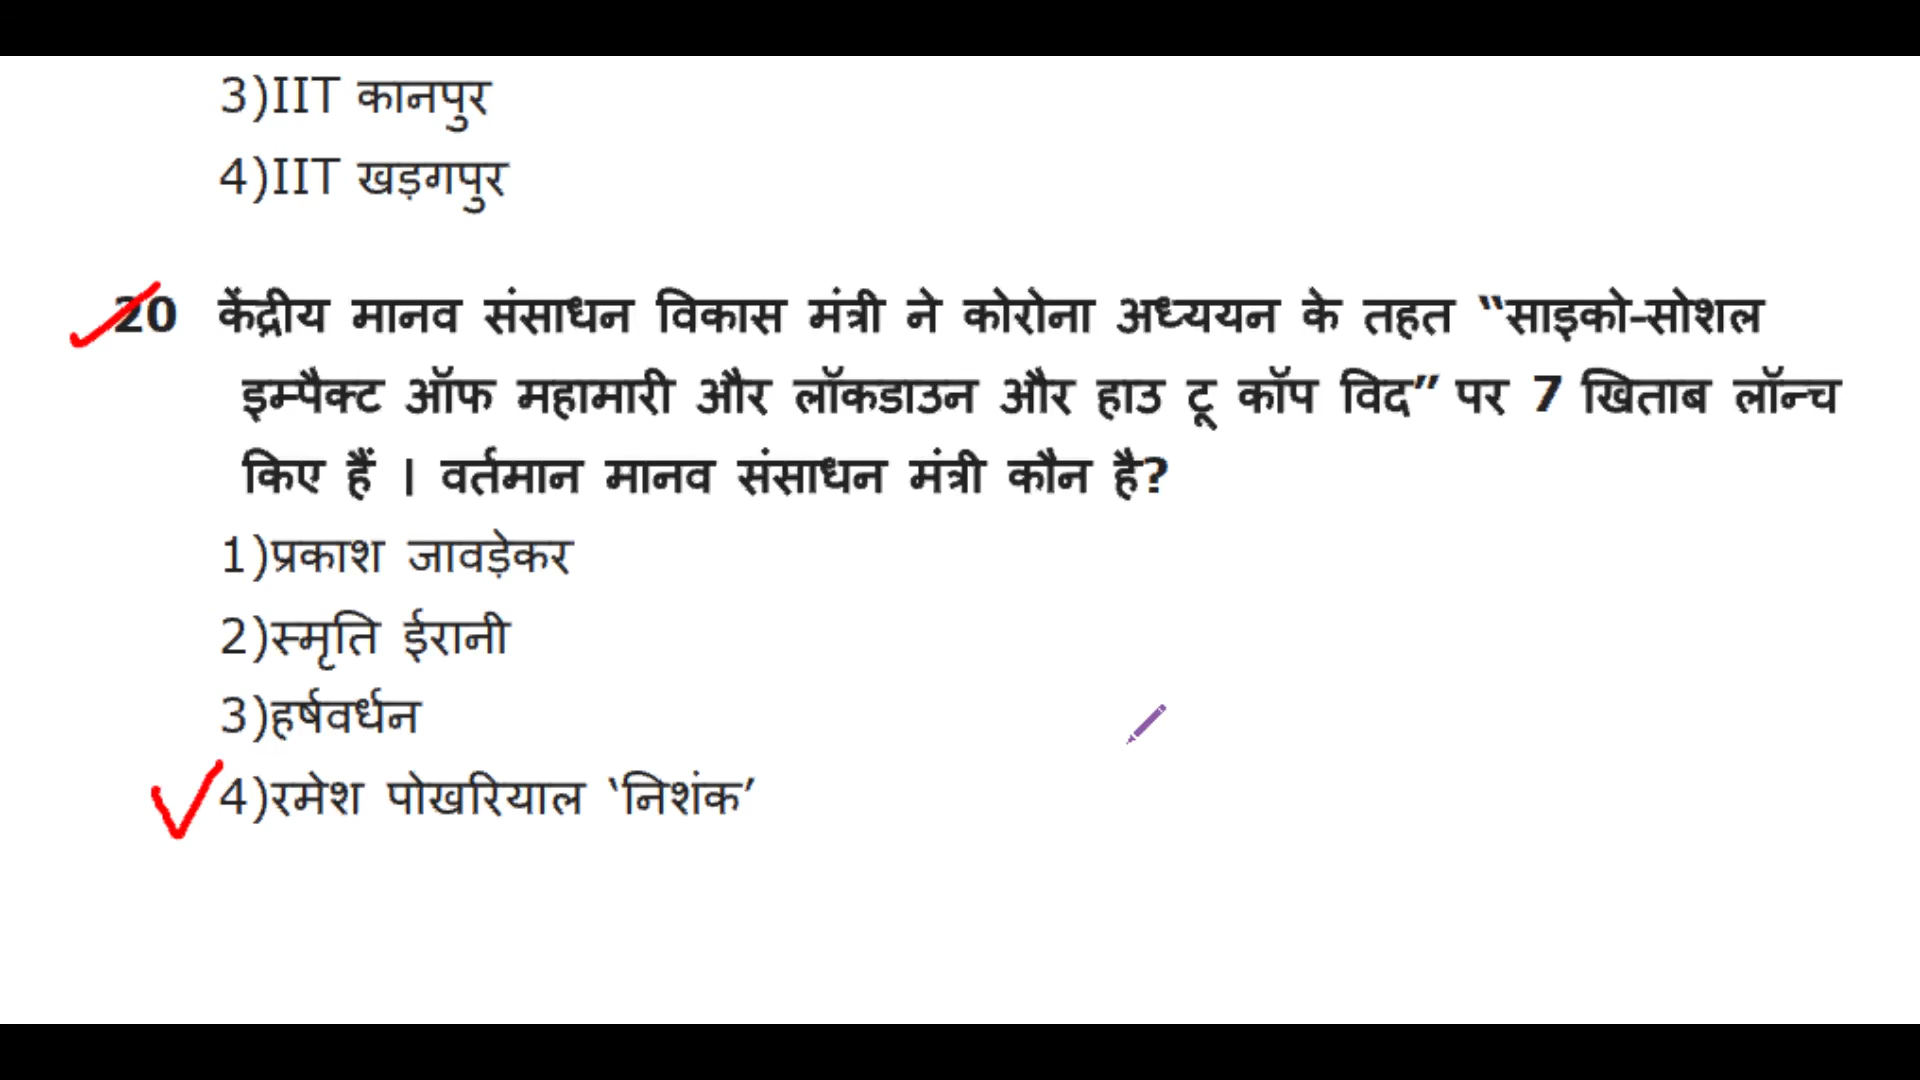 3)IIT कानपुर
4)IIT खड़गपुर
20 केंद्रीय मानव संसाधन विकास मंत्री ने कोरोना अध्ययन के तहत “साइको-सोशल
इम्पैक्ट ऑफ महामारी और लॉकडाउन और हाउ टू कॉप विद” पर 7 खिताब लॉन्च
किए हैं । वर्तमान मानव संसाधन मंत्री कौन है?
1)प्रकाश जावड़ेकर
2)स्मृति ईरानी
3)हर्षवर्धन
4)रमेश पोखरियाल ‘निशंक’